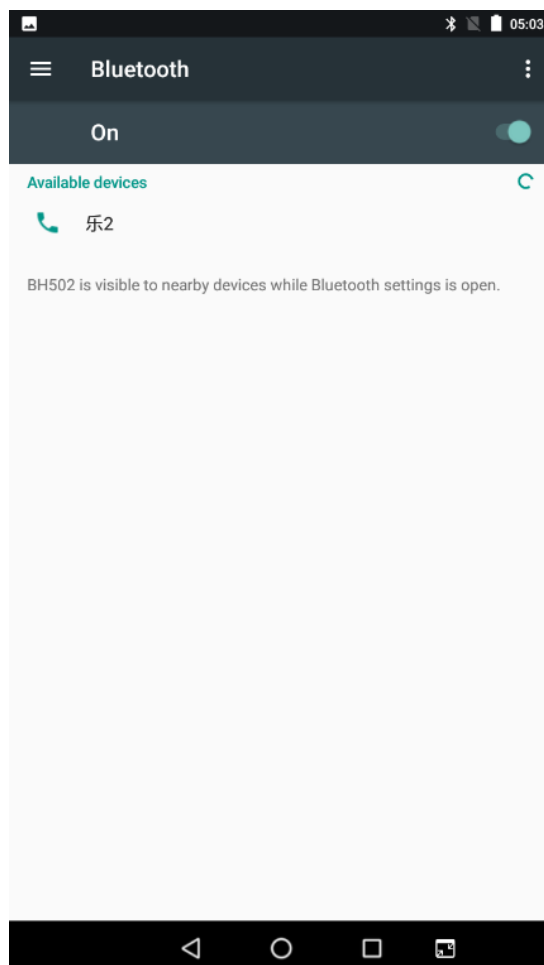 05:03
Bluetooth
On
Available devices
乐2
BH502 is visible to nearby devices while Bluetooth settings is open.